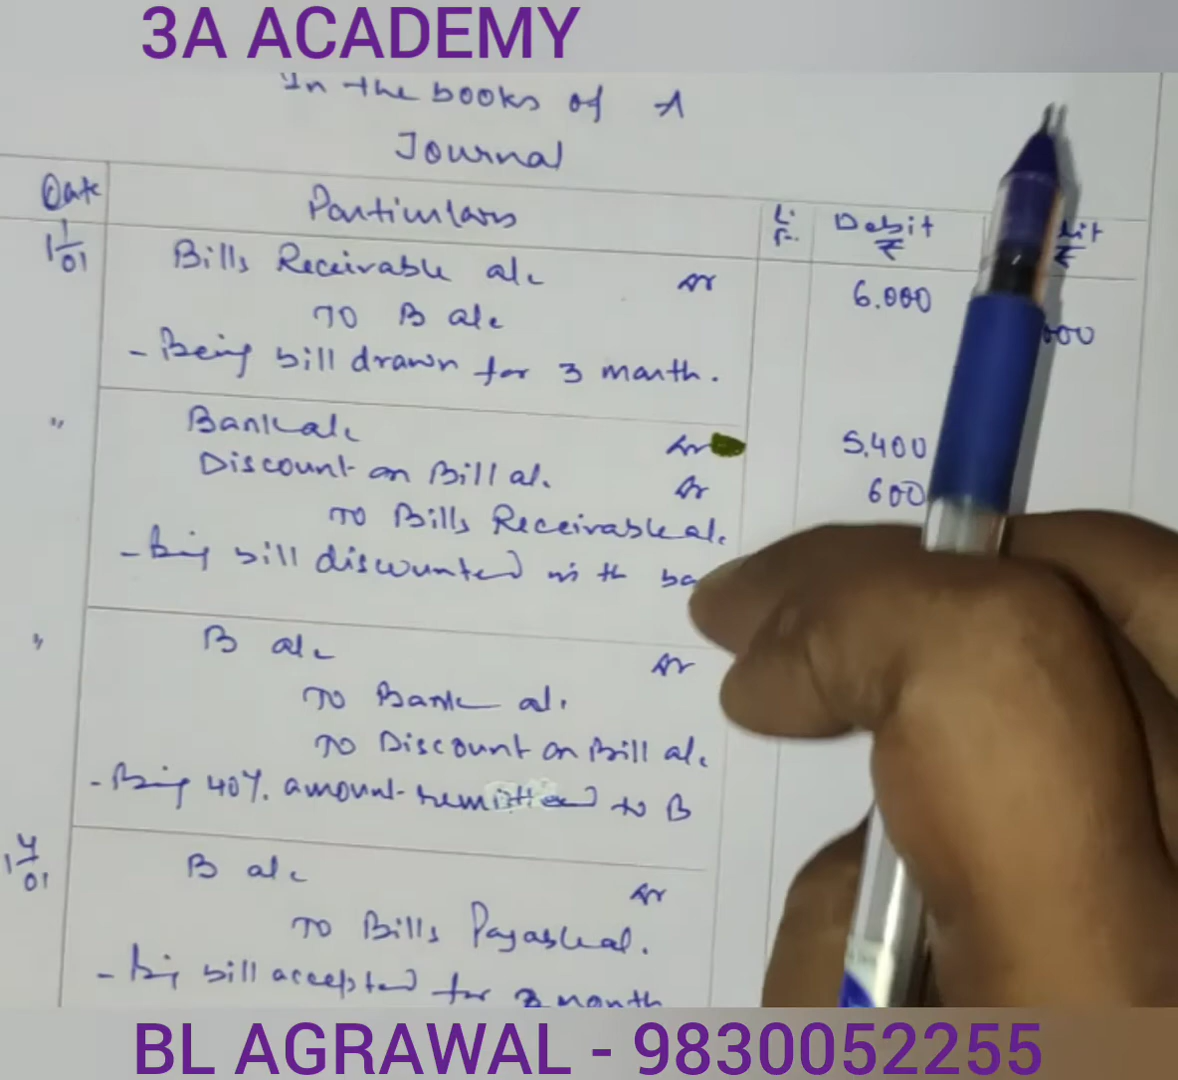 3A ACADEMY
In the books of A
Journal
Date Particulars L.F. Debit ₹ ₹
1/1/01 Bills Receivable a/c Dr 6.000
To B a/c 000
- Being bill drawn for 3 month.
" Bank a/c Dr 5,400
Discount on Bill a/c Dr 600
To Bills Receivable a/c
- Being bill discounted with
" B a/c Dr
To Bank a/c
To Discount on Bill a/c
- Being 40% amount remitted to B
1/4/01 B a/c Dr
To Bills Payable a/c
- Being bill accepted for 3 month
BL AGRAWAL - 9830052255